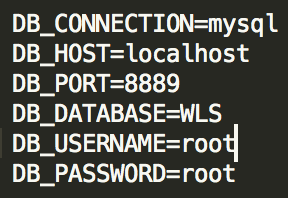 DB_CONNECTION=mysql
DB_HOST=localhost
DB_PORT=8889
DB_DATABASE=WLS
DB_USERNAME=root
DB_PASSWORD=root